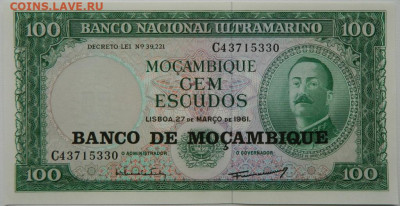 COINS.LAVE.RU
100 BANCO NACIONAL ULTRAMARINO 100
DECRETO LEI Nº 39.221 C43715330
MOÇAMBIQUE
CEM
ESCUDOS
LISBOA, 27 DE MARÇO DE 1961.
BANCO DE MOÇAMBIQUE
C43715330 O ADMINISTRADOR O GOVERNADOR
100 100